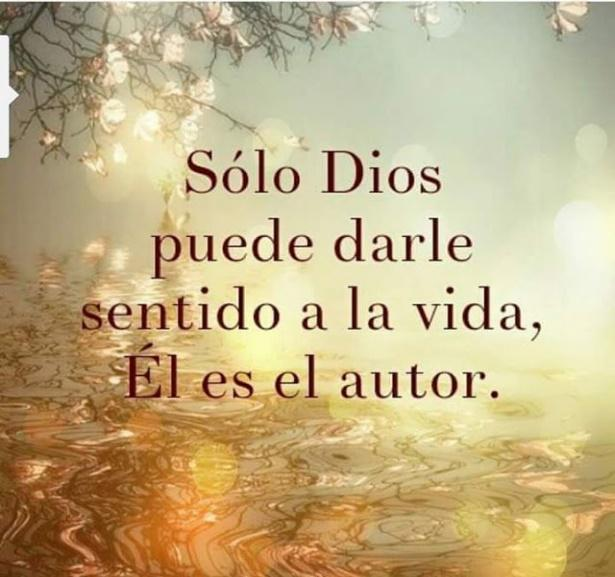 Sólo Dios
puede darle
sentido a la vida,
Él es el autor.